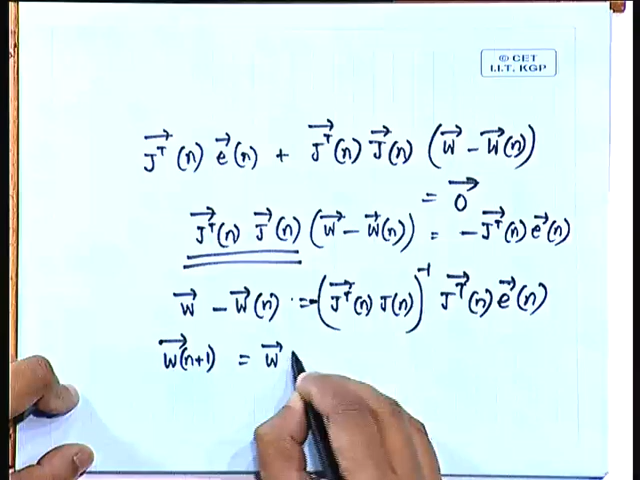 © CET
I.I.T. KGP
J⃗ᵀ(n) e⃗(n) + J⃗ᵀ(n) J⃗(n) (w⃗ − w⃗(n))
= 0⃗
J⃗ᵀ(n) J⃗(n) (w⃗ − w⃗(n)) = − J⃗ᵀ(n) e⃗(n)
w⃗ − w⃗(n) = −(J⃗ᵀ(n) J(n))⁻¹ J⃗ᵀ(n) e⃗(n)
w⃗(n+1) = w⃗